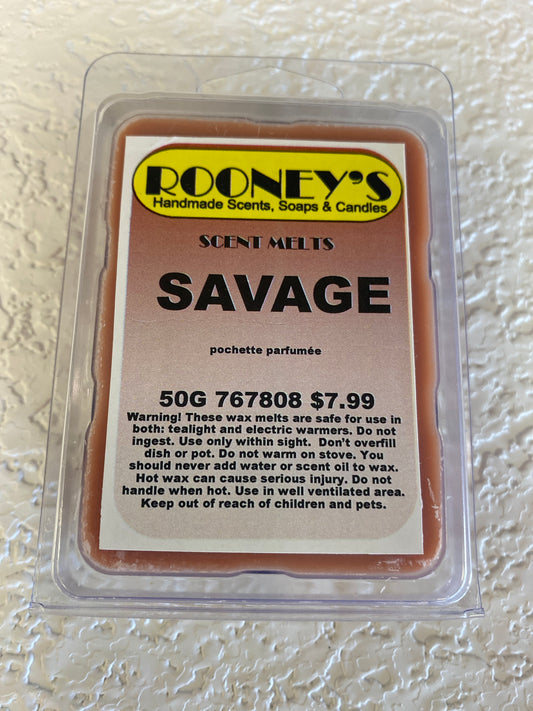 ROONEY'S
Handmade Scents, Soaps & Candles
SCENT MELTS
SAVAGE
pochette parfumée
50G 767808 $7.99
Warning! These wax melts are safe for use in
both: tealight and electric warmers. Do not
ingest. Use only within sight. Don't overfill
dish or pot. Do not warm on stove. You
should never add water or scent oil to wax.
Hot wax can cause serious injury. Do not
handle when hot. Use in well ventilated area.
Keep out of reach of children and pets.